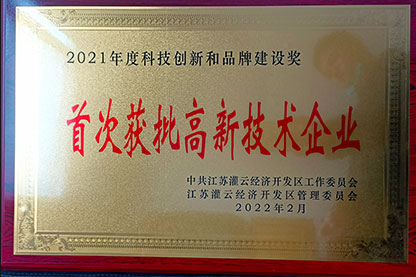 2021年度科技创新和品牌建设奖
首次获批高新技术企业
中共江苏灌云经济开发区工作委员会
江苏灌云经济开发区管理委员会
2022年2月